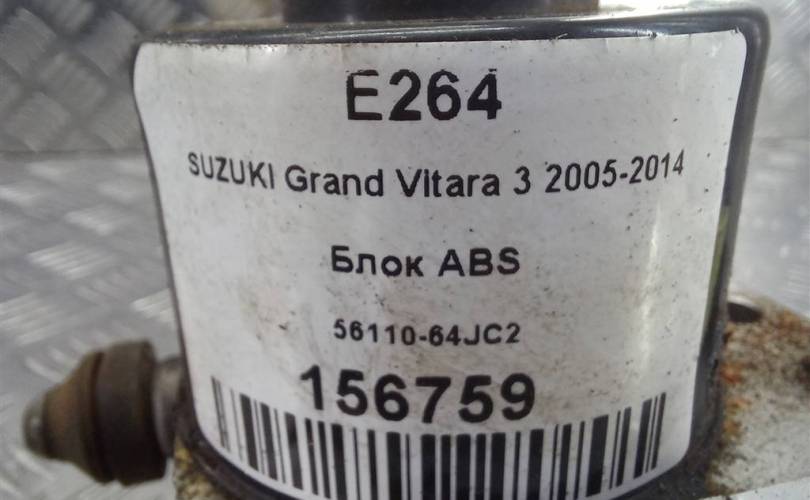 E264
SUZUKI Grand Vitara 3 2005-2014
Блок ABS
56110-64JC2
156759